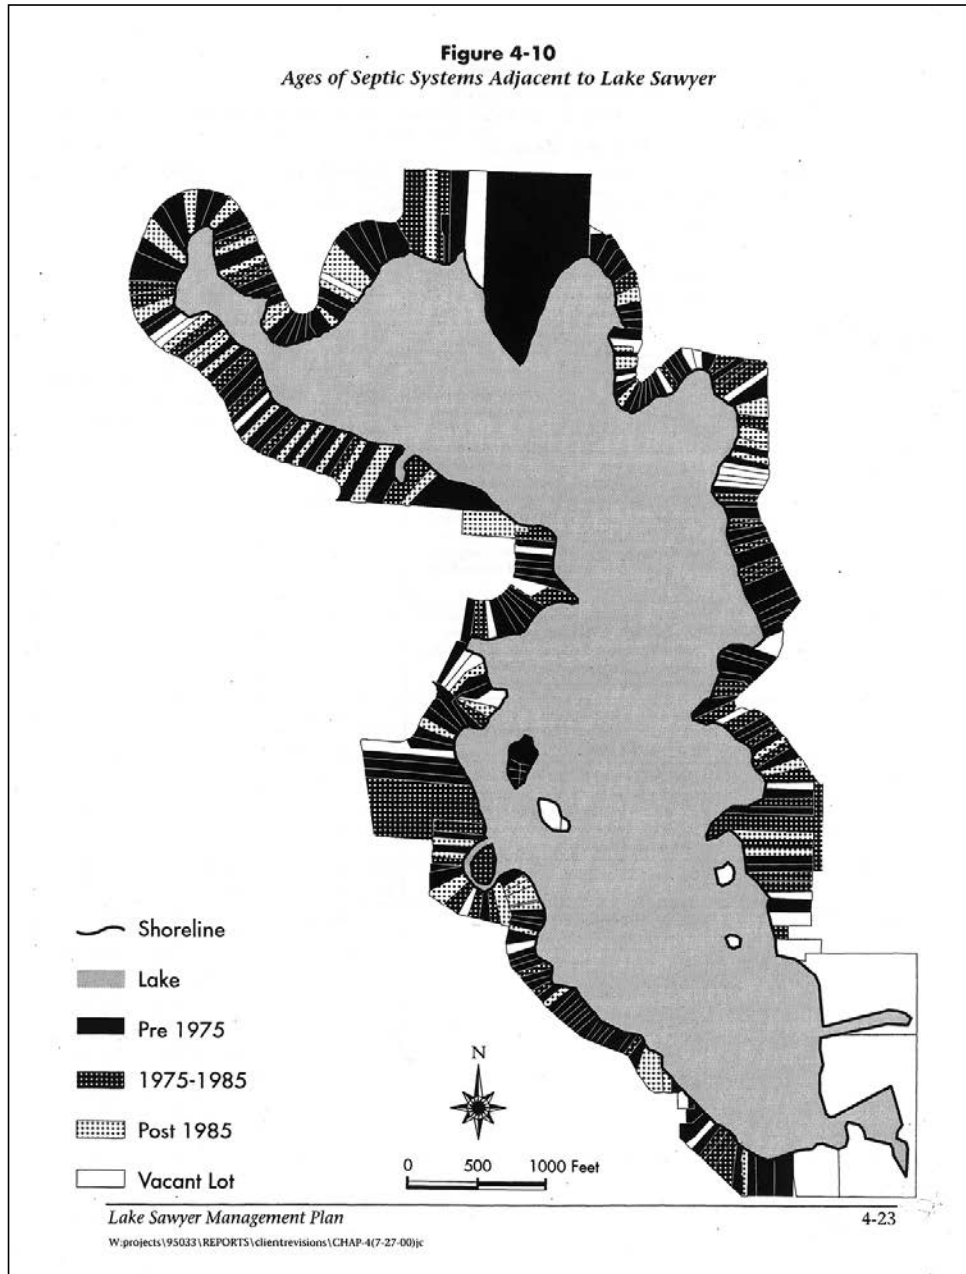 Figure 4-10
Ages of Septic Systems Adjacent to Lake Sawyer
Shoreline
Lake
Pre 1975
1975-1985
Post 1985
Vacant Lot
N
0 500 1000 Feet
Lake Sawyer Management Plan
4-23
W:projects\95033\REPORTS\clientrevisions\CHAP-4(7-27-00)jc